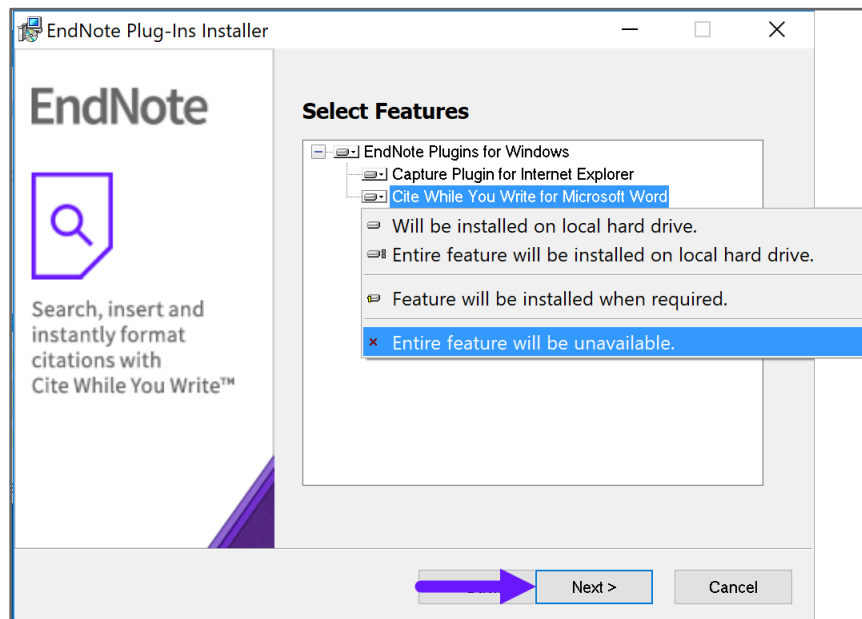 EndNote Plug-Ins Installer
EndNote
Search, insert and
instantly format
citations with
Cite While You Write™
Select Features
EndNote Plugins for Windows
Capture Plugin for Internet Explorer
Cite While You Write for Microsoft Word
Will be installed on local hard drive.
Entire feature will be installed on local hard drive.
Feature will be installed when required.
Entire feature will be unavailable.
Next >
Cancel